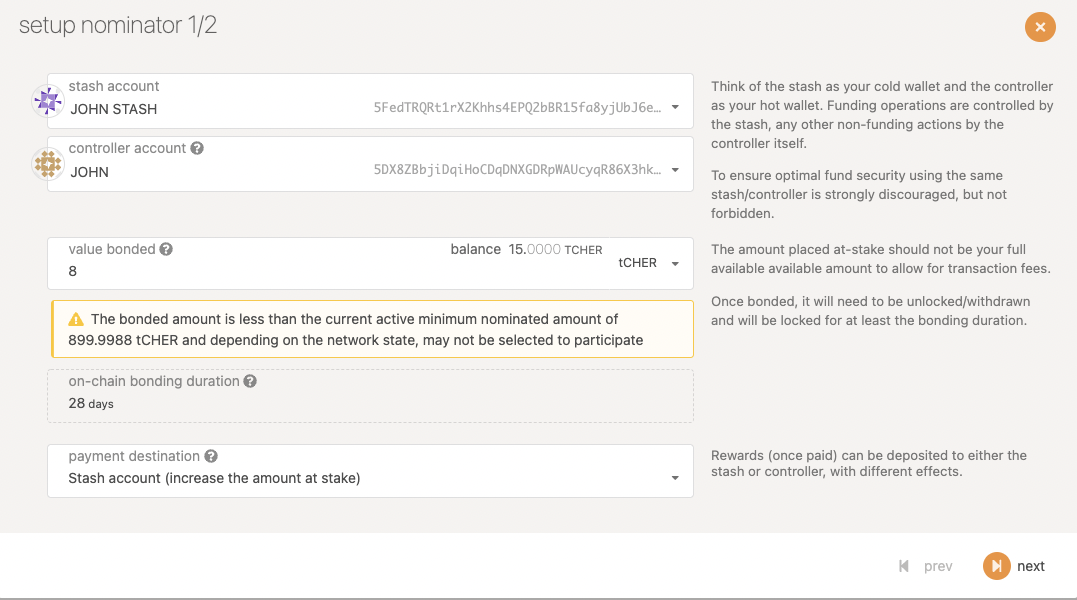 setup nominator 1/2
stash account
JOHN STASH
5FedTRQRt1rX2Khhs4EPQZbBR15fa8yjUbJ6e…
controller account
JOHN
5DX8ZBbjiDqiHoCDqDNXGDRpWAUcyqR86X3hk…
Think of the stash as your cold wallet and the controller
as your hot wallet. Funding operations are controlled by
the stash, any other non-funding actions by the
controller itself.
To ensure optimal fund security using the same
stash/controller is strongly discouraged, but not
forbidden.
value bonded
balance 15.0000 TCHER
8
tCHER
The amount placed at-stake should not be your full
available available amount to allow for transaction fees.
Once bonded, it will need to be unlocked/withdrawn
and will be locked for at least the bonding duration.
The bonded amount is less than the current active minimum nominated amount of
899.9988 tCHER and depending on the network state, may not be selected to participate
on-chain bonding duration
28 days
payment destination
Stash account (increase the amount at stake)
Rewards (once paid) can be deposited to either the
stash or controller, with different effects.
prev
next